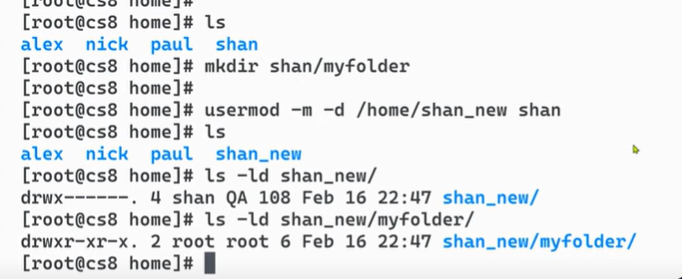 [root@cs8 home]#
[root@cs8 home]# ls
alex nick paul shan
[root@cs8 home]# mkdir shan/myfolder
[root@cs8 home]#
[root@cs8 home]# usermod -m -d /home/shan_new shan
[root@cs8 home]# ls
alex nick paul shan_new
[root@cs8 home]# ls -ld shan_new/
drwx------. 4 shan QA 108 Feb 16 22:47 shan_new/
[root@cs8 home]# ls -ld shan_new/myfolder/
drwxr-xr-x. 2 root root 6 Feb 16 22:47 shan_new/myfolder/
[root@cs8 home]#